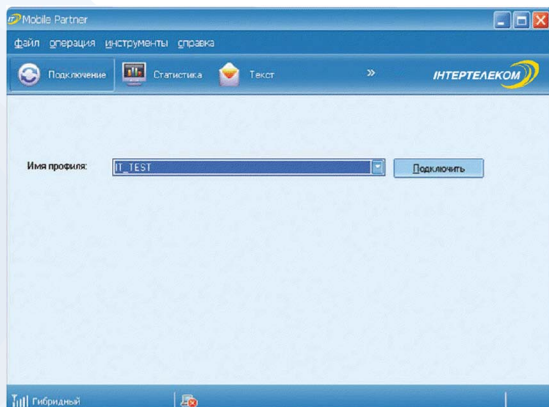 Mobile Partner
файл операция инструменты справка
Подключение Статистика Текст » ІНТЕРТЕЛЕКОМ
Имя профиля: IT_TEST Подключить
Гибридный